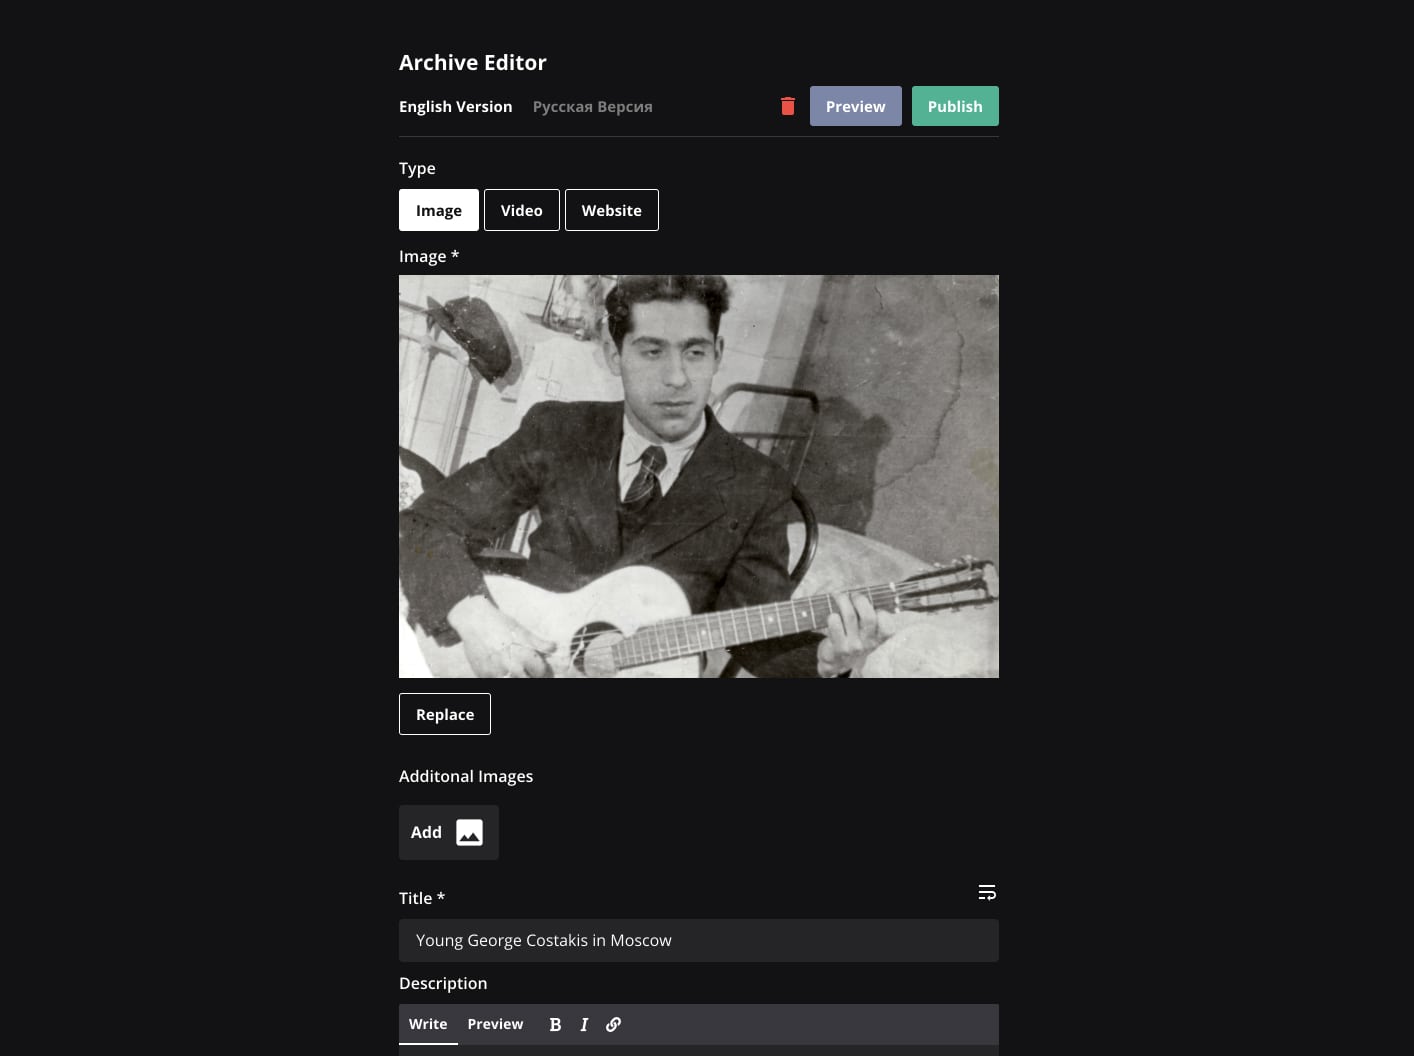 Archive Editor
English Version Русская Версия Preview Publish
Type
Image Video Website
Image *
Replace
Additonal Images
Add
Title *
Young George Costakis in Moscow
Description
Write Preview B I